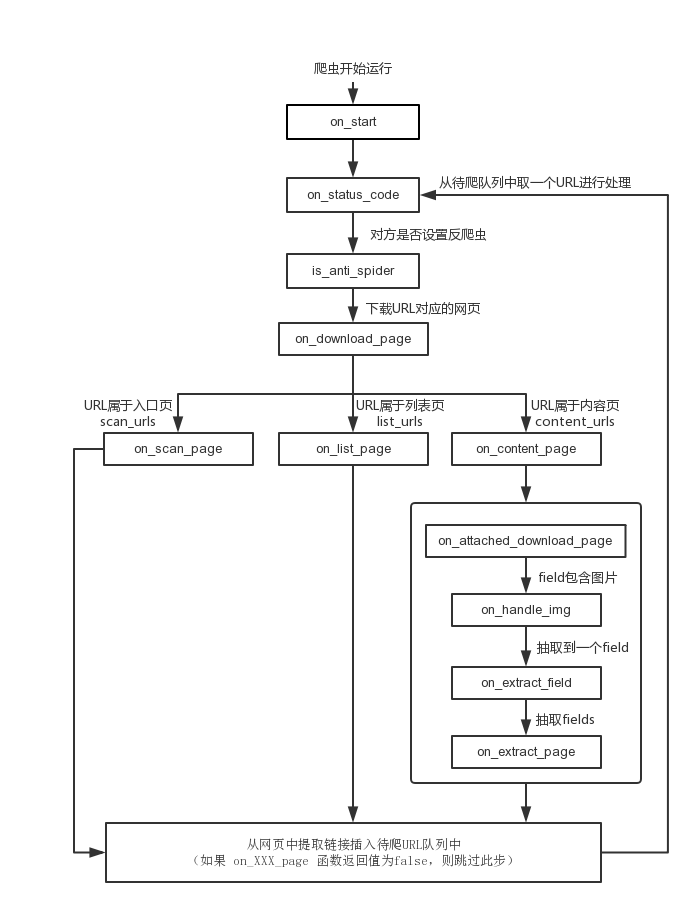 爬虫开始运行
on_start
从待爬队列中取一个URL进行处理
on_status_code
对方是否设置反爬虫
is_anti_spider
下载URL对应的网页
on_download_page
URL属于入口页
scan_urls
URL属于列表页
list_urls
URL属于内容页
content_urls
on_scan_page
on_list_page
on_content_page
on_attached_download_page
field包含图片
on_handle_img
抽取到一个field
on_extract_field
抽取fields
on_extract_page
从网页中提取链接插入待爬URL队列中
（如果 on_XXX_page 函数返回值为false，则跳过此步）